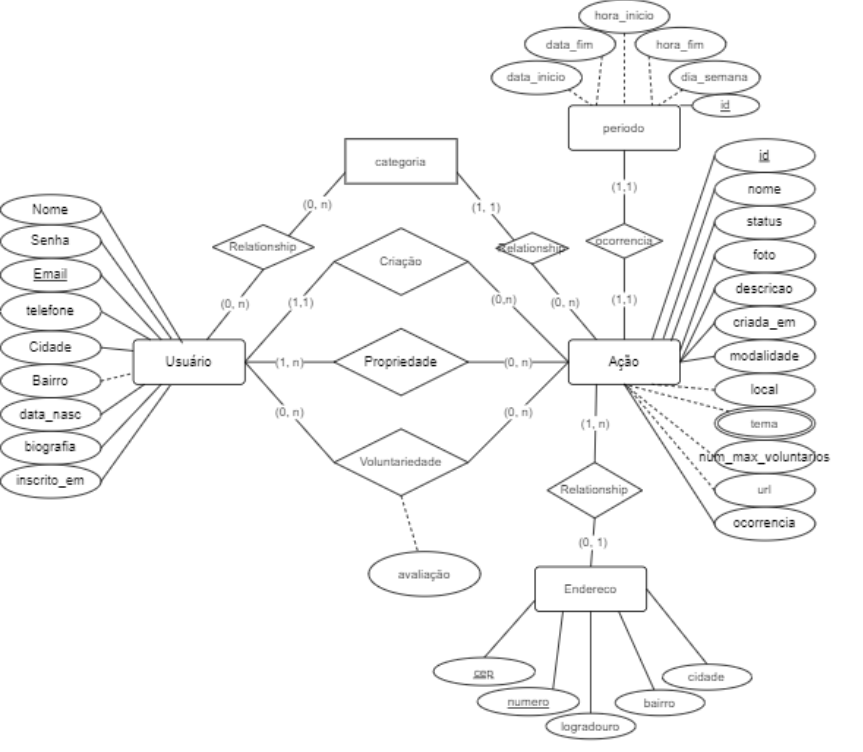 hora_inicio
data_fim
hora_fim
data_inicio
dia_semana
id
periodo
categoria
(1,1)
id
nome
status
foto
descricao
criada_em
modalidade
local
tema
num_max_voluntarios
url
ocorrencia
(0, n)
(1, 1)
Nome
Senha
Email
telefone
Cidade
Bairro
data_nasc
biografia
inscrito_em
Relationship
Criação
Relationship
ocorrencia
(0, n)
(1,1)
(0,n)
(0, n)
(1,1)
Usuário
(1, n)
Propriedade
(0, n)
Ação
(0, n)
(0, n)
(1, n)
Voluntariedade
Relationship
(0, 1)
avaliação
Endereco
cep
numero
logradouro
bairro
cidade